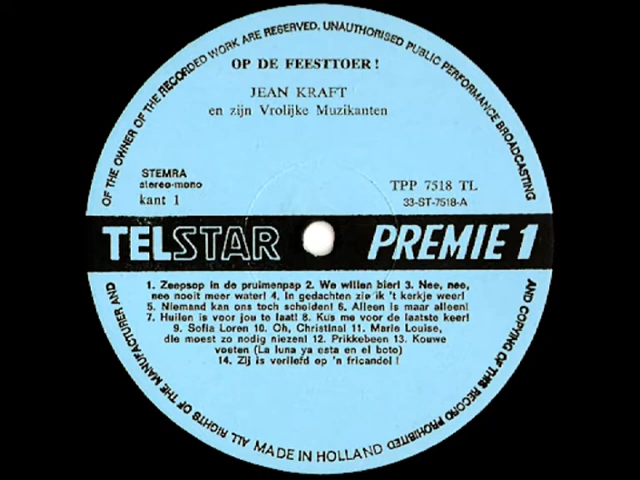 ALL RIGHTS OF THE MANUFACTURER AND OF THE OWNER OF THE RECORDED WORK ARE RESERVED. UNAUTHORISED PUBLIC PERFORMANCE BROADCASTING AND COPYING OF THIS RECORD PROHIBITED
OP DE FEESTTOER!
JEAN KRAFT
en zijn Vrolijke Muzikanten
STEMRA
stereo-mono
kant 1
TPP 7518 TL
33-ST-7518-A
TELSTAR PREMIE 1
1. Zeepsop in de pruimenpap 2. We willen bier! 3. Nee, nee,
nee nooit meer water! 4. In gedachten zie ik 't kerkje weer!
5. Niemand kan ons toch scheiden! 6. Alleen is maar alleen!
7. Huilen is voor jou te laat! 8. Kus me voor de laatste keer!
9. Sofia Loren 10. Oh, Christina! 11. Marie Louise,
die moest zo nodig niezen! 12. Prikkebeen 13. Kouwe
voeten (La luna ya esta en el boto)
14. Zij is verliefd op 'n fricandel!
MADE IN HOLLAND